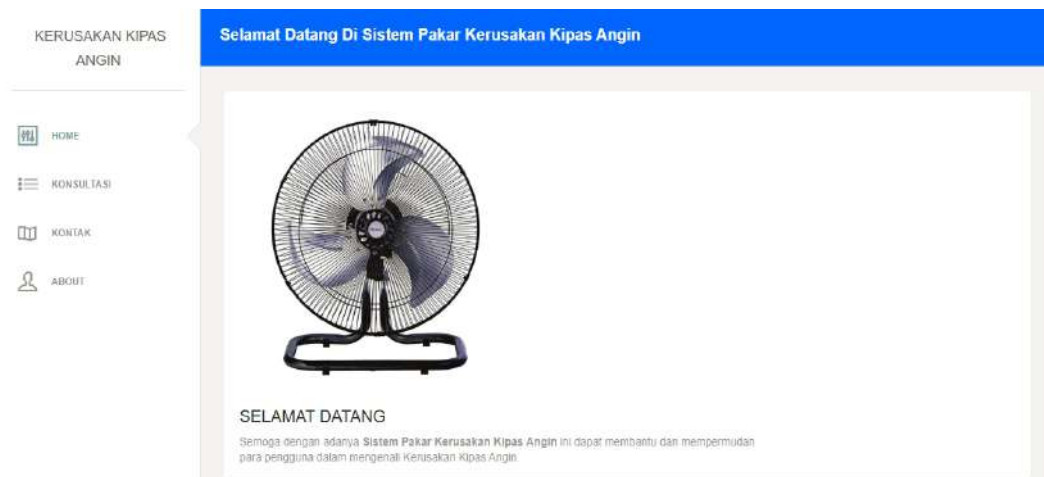 KERUSAKAN KIPAS
ANGIN
Selamat Datang Di Sistem Pakar Kerusakan Kipas Angin
HOME
KONSULTASI
KONTAK
ABOUT
SELAMAT DATANG
Semoga dengan adanya Sistem Pakar Kerusakan Kipas Angin ini dapat membantu dan mempermudah
para pengguna dalam mengenali Kerusakan Kipas Angin.